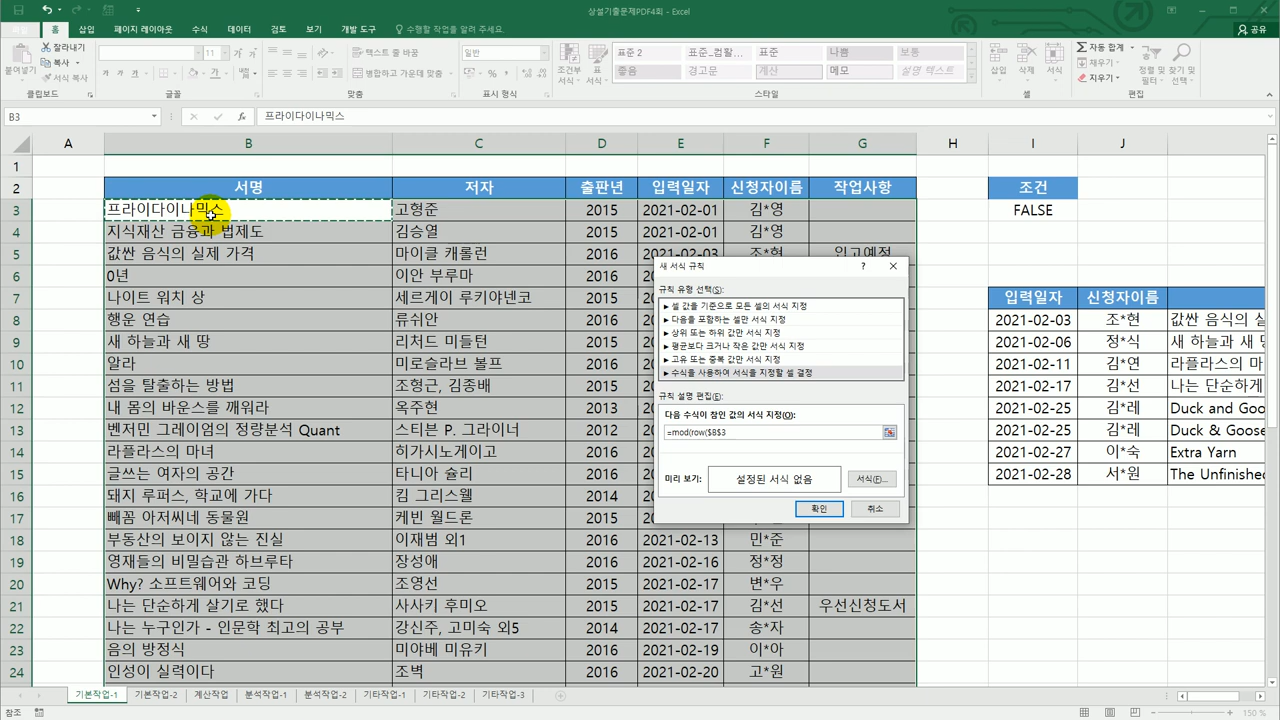 상설기출문제PDF4회 - Excel
파일 홈 삽입 페이지 레이아웃 수식 데이터 검토 보기 개발 도구 수행할 작업을 알려 주세요. 공유
붙여넣기 잘라내기 복사 서식 복사 클립보드
11 가 가 가 가 가 글꼴
텍스트 줄 바꿈 병합하고 가운데 맞춤 맞춤
일반 표시 형식
조건부 서식 표 서식
표준 2 표준_컴활... 표준 나쁨 보통
좋음 경고문 계산 메모 설명 텍스트
스타일
삽입 삭제 서식 셀
자동 합계 채우기 지우기 정렬 및 필터 찾기 및 선택 편집
B3 fx 프라이다이나믹스
A B C D E F G H I J
1
2 서명 저자 출판년 입력일자 신청자이름 작업사항 조건
3 프라이다이나믹스 고형준 2015 2021-02-01 김*영 FALSE
4 지식재산 금융과 법제도 김승열 2015 2021-02-01 김*영
5 값싼 음식의 실제 가격 마이클 캐롤런 2016 2021-02-03 조*현 입고예정
6 0년 이안 부루마 2016
7 나이트 워치 상 세르게이 루키야넨코 2015 입력일자 신청자이름
8 행운 연습 류쉬안 2016 2021-02-03 조*현 값싼 음식의 실
9 새 하늘과 새 땅 리처드 미들턴 2015 2021-02-06 정*식 새 하늘과 새 땅
10 알라 미로슬라브 볼프 2016 2021-02-11 김*연 라플라스의 마
11 섬을 탈출하는 방법 조형근, 김종배 2015 2021-02-17 김*선 나는 단순하게
12 내 몸의 바운스를 깨워라 옥주현 2013 2021-02-25 김*레 Duck and Goo
13 벤저민 그레이엄의 정량분석 Quant 스티븐 P. 그라이너 2012 2021-02-25 김*레 Duck & Goose
14 라플라스의 마녀 히가시노게이고 2016 2021-02-27 이*숙 Extra Yarn
15 글쓰는 여자의 공간 타니아 슐리 2016 2021-02-28 서*원 The Unfinished
16 돼지 루퍼스, 학교에 가다 킴 그리스웰 2014
17 빼꼼 아저씨네 동물원 케빈 월드론 2015
18 부동산의 보이지 않는 진실 이재범 외1 2016 2021-02-13 민*준
19 영재들의 비밀습관 하브루타 장성애 2016 2021-02-16 정*정
20 Why? 소프트웨어와 코딩 조영선 2015 2021-02-17 변*우
21 나는 단순하게 살기로 했다 사사키 후미오 2015 2021-02-17 김*선 우선신청도서
22 나는 누구인가 - 인문학 최고의 공부 강신주, 고미숙 외5 2014 2021-02-17 송*자
23 음의 방정식 미야베 미유키 2016 2021-02-19 이*아
24 인성이 실력이다 조벽 2016 2021-02-20 고*원
새 서식 규칙
규칙 유형 선택(S):
► 셀 값을 기준으로 모든 셀의 서식 지정
► 다음을 포함하는 셀만 서식 지정
► 상위 또는 하위 값만 서식 지정
► 평균보다 크거나 작은 값만 서식 지정
► 고유 또는 중복 값만 서식 지정
► 수식을 사용하여 서식을 지정할 셀 결정
규칙 설명 편집(E):
다음 수식이 참인 값의 서식 지정(O):
=mod(row($B$3
미리 보기: 설정된 서식 없음 서식(F)...
확인 취소
기본작업-1 기본작업-2 계산작업 분석작업-1 분석작업-2 기타작업-1 기타작업-2 기타작업-3
참조 150 %